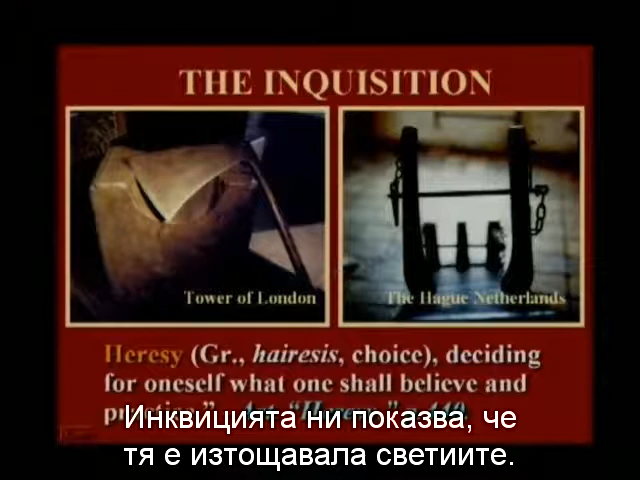 THE INQUISITION
Tower of London
The Hague Netherlands
Heresy (Gr., hairesis, choice), deciding
for oneself what one shall believe and
Инквицията ни показва, че
тя е изтощавала светиите.